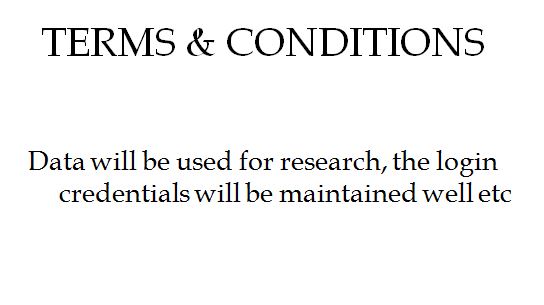 TERMS & CONDITIONS
Data will be used for research, the login
credentials will be maintained well etc